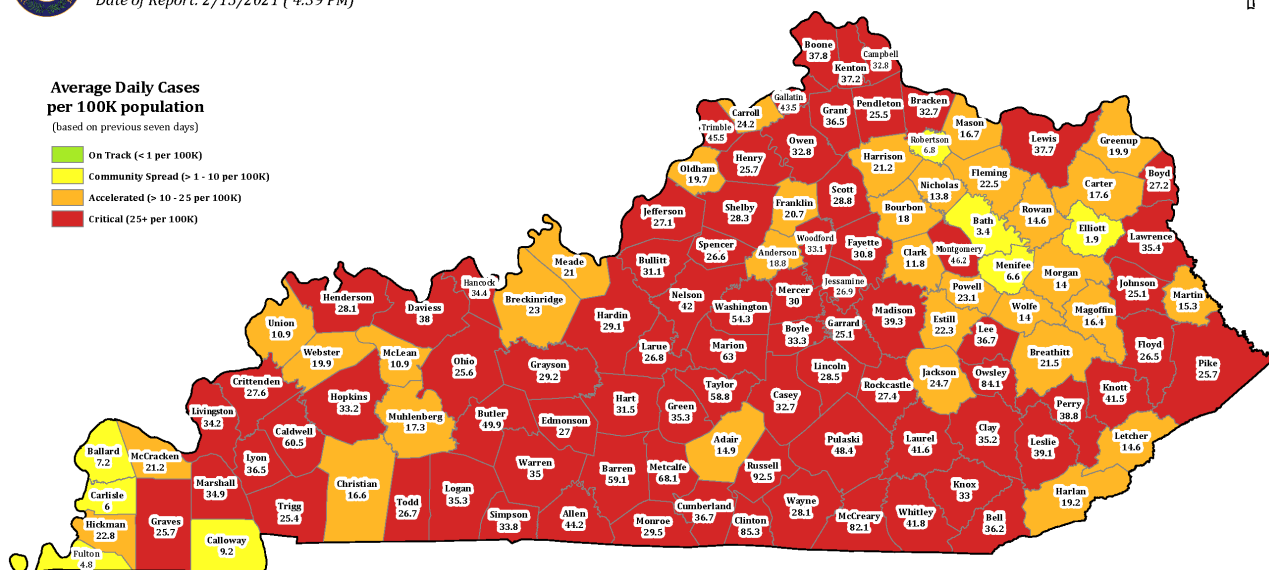 Date of Report: 2/15/2021 ( 4:39 PM)
Average Daily Cases
per 100K population
(based on previous seven days)
On Track (< 1 per 100K)
Community Spread (> 1 - 10 per 100K)
Accelerated (> 10 - 25 per 100K)
Critical (25+ per 100K)
Boone
37.8
Campbell
32.8
Kenton
37.2
Gallatin
43.5
Carroll
24.2
Trimble
45.5
Grant
36.5
Pendleton
25.5
Bracken
32.7
Mason
16.7
Robertson
6.8
Lewis
37.7
Greenup
19.9
Owen
32.8
Henry
25.7
Oldham
19.7
Harrison
21.2
Fleming
22.5
Nicholas
13.8
Carter
17.6
Boyd
27.2
Jefferson
27.1
Shelby
28.3
Franklin
20.7
Scott
28.8
Bourbon
18
Bath
3.4
Rowan
14.6
Elliott
1.9
Lawrence
35.4
Spencer
26.6
Anderson
18.8
Woodford
33.1
Fayette
30.8
Clark
11.8
Montgomery
46.2
Menifee
6.6
Morgan
14
Johnson
25.1
Martin
15.3
Meade
21
Bullitt
31.1
Hancock
34.4
Breckinridge
23
Henderson
28.1
Daviess
38
Hardin
29.1
Nelson
42
Washington
54.3
Mercer
30
Jessamine
26.9
Madison
39.3
Powell
23.1
Estill
22.3
Wolfe
14
Magoffin
16.4
Union
10.9
Webster
19.9
McLean
10.9
Ohio
25.6
Grayson
29.2
Larue
26.8
Marion
63
Boyle
33.3
Garrard
25.1
Lee
36.7
Breathitt
21.5
Floyd
26.5
Pike
25.7
Crittenden
27.6
Hopkins
33.2
Muhlenberg
17.3
Butler
49.9
Edmonson
27
Hart
31.5
Green
35.3
Taylor
58.8
Casey
32.7
Lincoln
28.5
Rockcastle
27.4
Jackson
24.7
Owsley
84.1
Perry
38.8
Knott
41.5
Livingston
34.2
Caldwell
60.5
Lyon
36.5
Adair
14.9
Pulaski
48.4
Laurel
41.6
Clay
35.2
Leslie
39.1
Letcher
14.6
Ballard
7.2
McCracken
21.2
Marshall
34.9
Christian
16.6
Todd
26.7
Logan
35.3
Warren
35
Barren
59.1
Metcalfe
68.1
Russell
92.5
Knox
33
Harlan
19.2
Carlisle
6
Hickman
22.8
Fulton
4.8
Graves
25.7
Calloway
9.2
Trigg
25.4
Simpson
33.8
Allen
44.2
Monroe
29.5
Cumberland
36.7
Clinton
85.3
Wayne
28.1
McCreary
82.1
Whitley
41.8
Bell
36.2